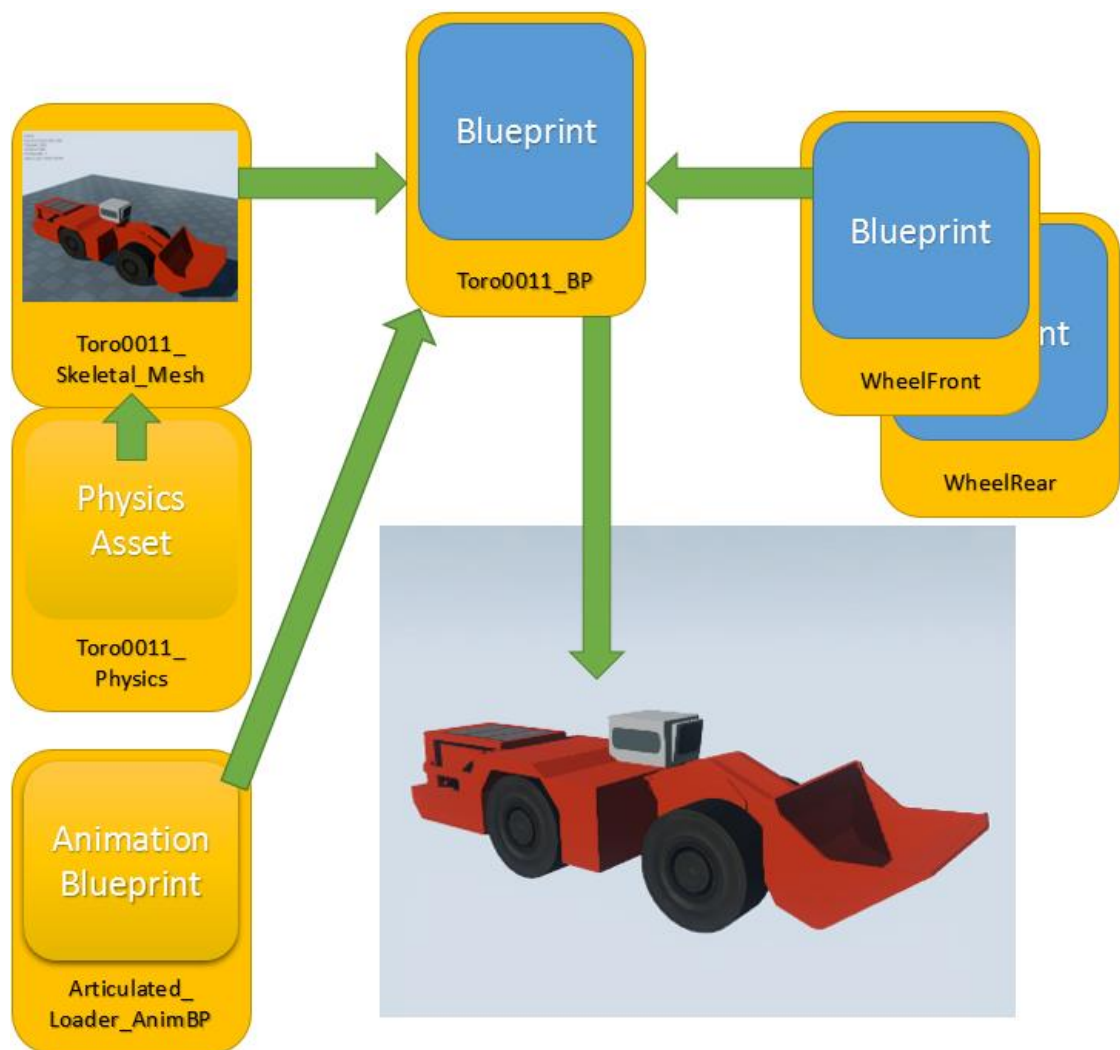 Blueprint
Toro0011_BP
Toro0011_
Skeletal_Mesh
Blueprint
WheelFront
nt
WheelRear
Physics
Asset
Toro0011_
Physics
Animation
Blueprint
Articulated_
Loader_AnimBP